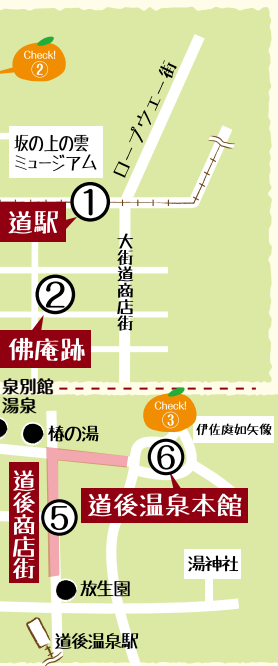 Check!
②
ロープウェー街
坂の上の雲
ミュージアム
①
道駅
大街道商店街
②
佛庵跡
泉別館
湯泉
Check!
③
椿の湯
伊佐庭如矢像
⑥
道後温泉本館
道後商店街
⑤
湯神社
放生園
道後温泉駅